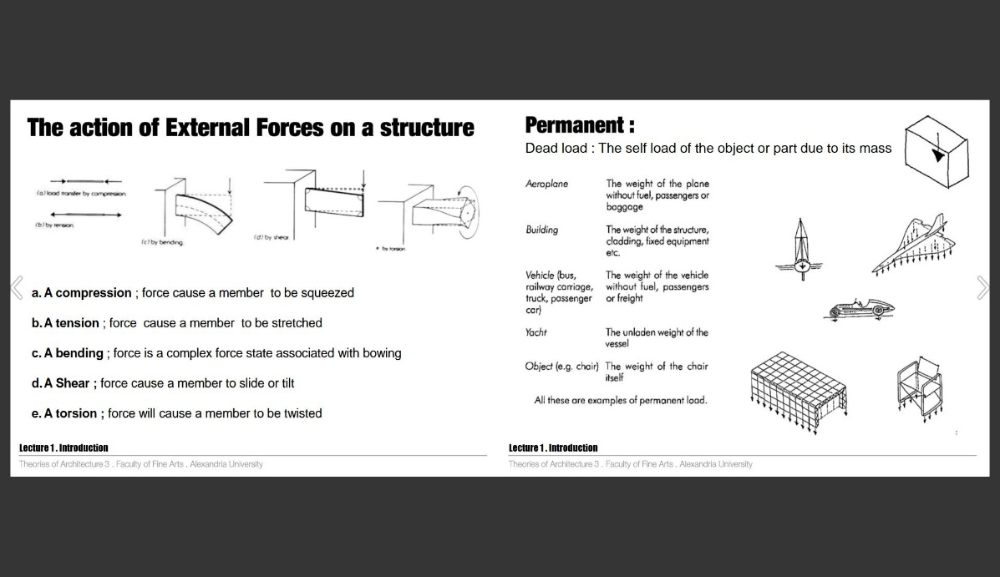 The action of External Forces on a structure
(a) load transfer by compression
(b) by tension
(c) by bending
(d) by shear
by torsion
a. A compression ; force cause a member to be squeezed
b. A tension ; force cause a member to be stretched
c. A bending ; force is a complex force state associated with bowing
d. A Shear ; force cause a member to slide or tilt
e. A torsion ; force will cause a member to be twisted
Lecture 1 . Introduction
Theories of Architecture 3 . Faculty of Fine Arts . Alexandria University
Permanent :
Dead load : The self load of the object or part due to its mass
Aeroplane
The weight of the plane
without fuel, passengers or
baggage
Building
The weight of the structure,
cladding, fixed equipment
etc.
Vehicle (bus,
railway carriage,
truck, passenger
car)
The weight of the vehicle
without fuel, passengers
or freight
Yacht
The unladen weight of the
vessel
Object (e.g. chair)
The weight of the chair
itself
All these are examples of permanent load.
Lecture 1 . Introduction
Theories of Architecture 3 . Faculty of Fine Arts . Alexandria University